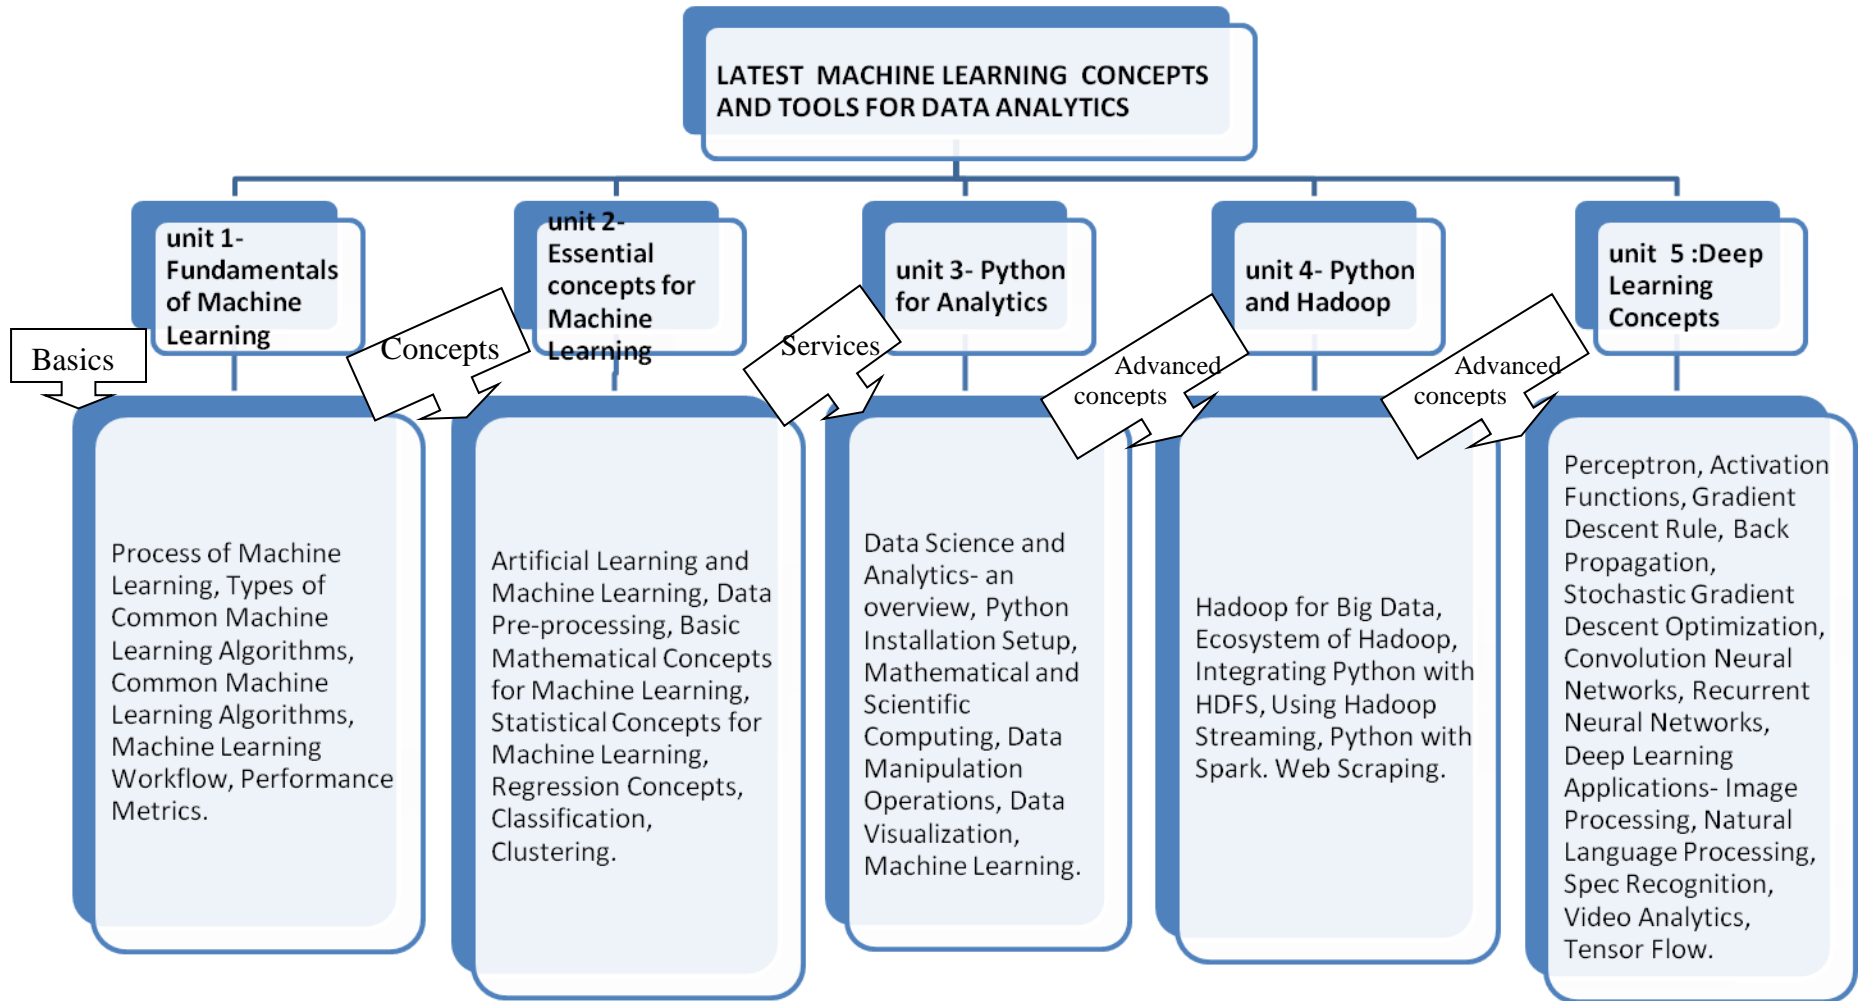 LATEST MACHINE LEARNING CONCEPTS
AND TOOLS FOR DATA ANALYTICS
unit 1-
Fundamentals
of Machine
Learning
unit 2-
Essential
concepts for
Machine
Learning
unit 3- Python
for Analytics
unit 4- Python
and Hadoop
unit 5 :Deep
Learning
Concepts
Basics
Concepts
Services
Advanced
concepts
Advanced
concepts
Process of Machine
Learning, Types of
Common Machine
Learning Algorithms,
Common Machine
Learning Algorithms,
Machine Learning
Workflow, Performance
Metrics.
Artificial Learning and
Machine Learning, Data
Pre-processing, Basic
Mathematical Concepts
for Machine Learning,
Statistical Concepts for
Machine Learning,
Regression Concepts,
Classification,
Clustering.
Data Science and
Analytics- an
overview, Python
Installation Setup,
Mathematical and
Scientific
Computing, Data
Manipulation
Operations, Data
Visualization,
Machine Learning.
Hadoop for Big Data,
Ecosystem of Hadoop,
Integrating Python with
HDFS, Using Hadoop
Streaming, Python with
Spark. Web Scraping.
Perceptron, Activation
Functions, Gradient
Descent Rule, Back
Propagation,
Stochastic Gradient
Descent Optimization,
Convolution Neural
Networks, Recurrent
Neural Networks,
Deep Learning
Applications- Image
Processing, Natural
Language Processing,
Spec Recognition,
Video Analytics,
Tensor Flow.